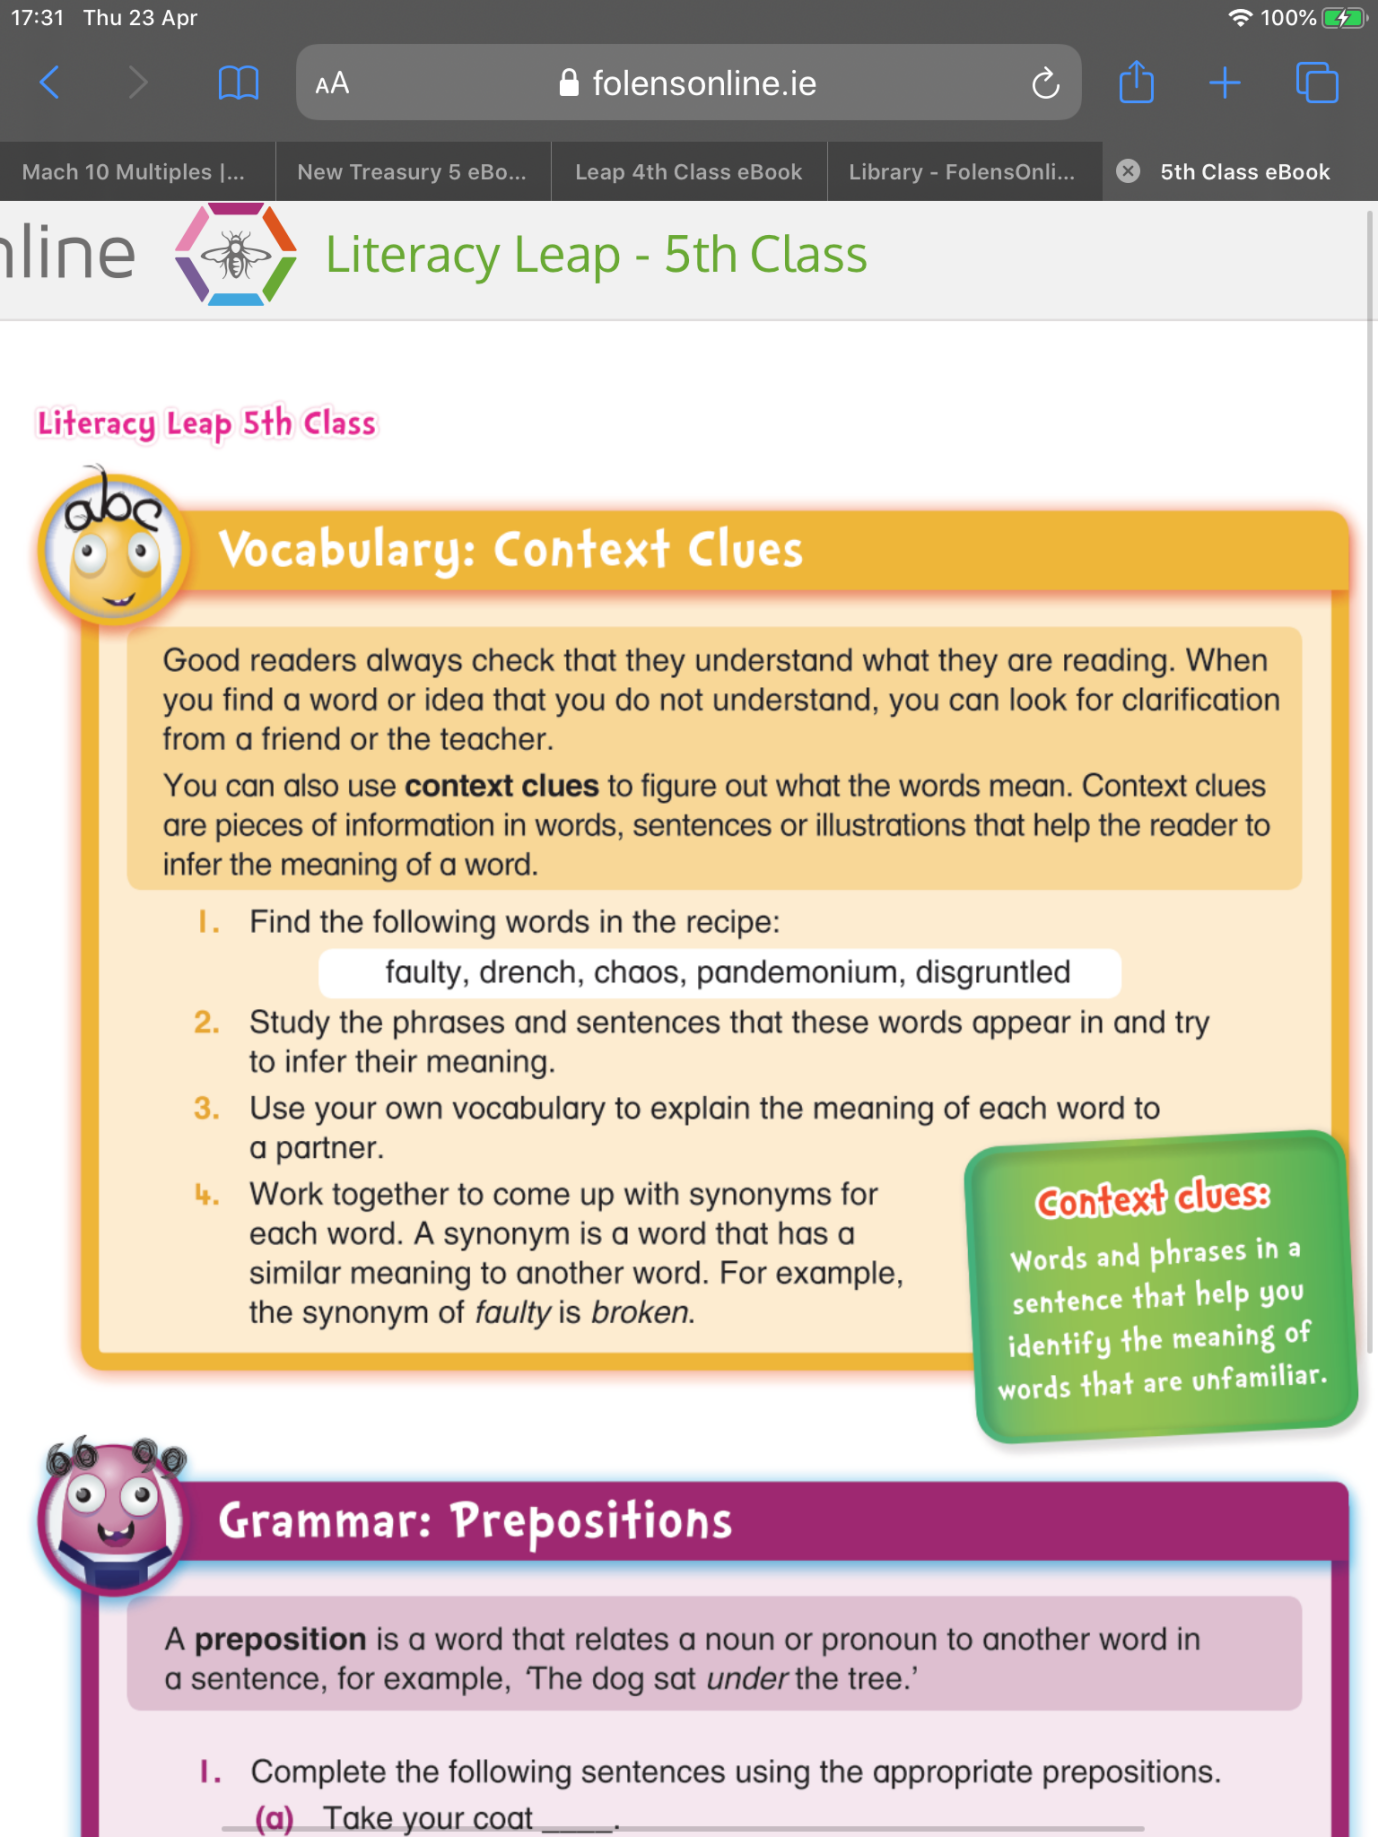 17:31 Thu 23 Apr 100%
AA folensonline.ie
Mach 10 Multiples |... New Treasury 5 eBo... Leap 4th Class eBook Library - FolensOnli... 5th Class eBook
nline Literacy Leap - 5th Class
Literacy Leap 5th Class
abc
Vocabulary: Context Clues
Good readers always check that they understand what they are reading. When
you find a word or idea that you do not understand, you can look for clarification
from a friend or the teacher.
You can also use context clues to figure out what the words mean. Context clues
are pieces of information in words, sentences or illustrations that help the reader to
infer the meaning of a word.
1. Find the following words in the recipe:
faulty, drench, chaos, pandemonium, disgruntled
2. Study the phrases and sentences that these words appear in and try
to infer their meaning.
3. Use your own vocabulary to explain the meaning of each word to
a partner.
4. Work together to come up with synonyms for
each word. A synonym is a word that has a
similar meaning to another word. For example,
the synonym of faulty is broken.
Context clues:
Words and phrases in a
sentence that help you
identify the meaning of
words that are unfamiliar.
Grammar: Prepositions
A preposition is a word that relates a noun or pronoun to another word in
a sentence, for example, ‘The dog sat under the tree.’
1. Complete the following sentences using the appropriate prepositions.
(a) Take your coat ____.